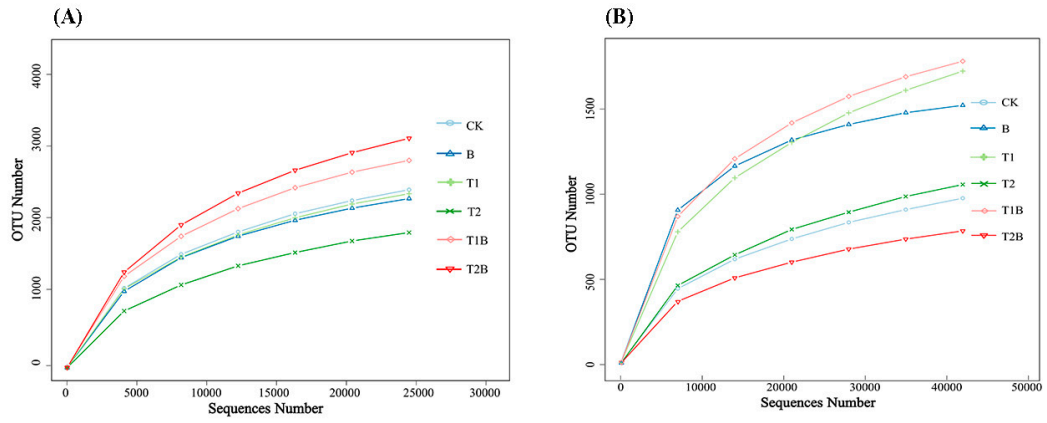 (A)
OTU Number
4000
3000
2000
1000
0
0 5000 10000 15000 20000 25000 30000
Sequences Number
CK
B
T1
T2
T1B
T2B
(B)
OTU Number
1500
1000
500
0
0 10000 20000 30000 40000 50000
Sequences Number
CK
B
T1
T2
T1B
T2B